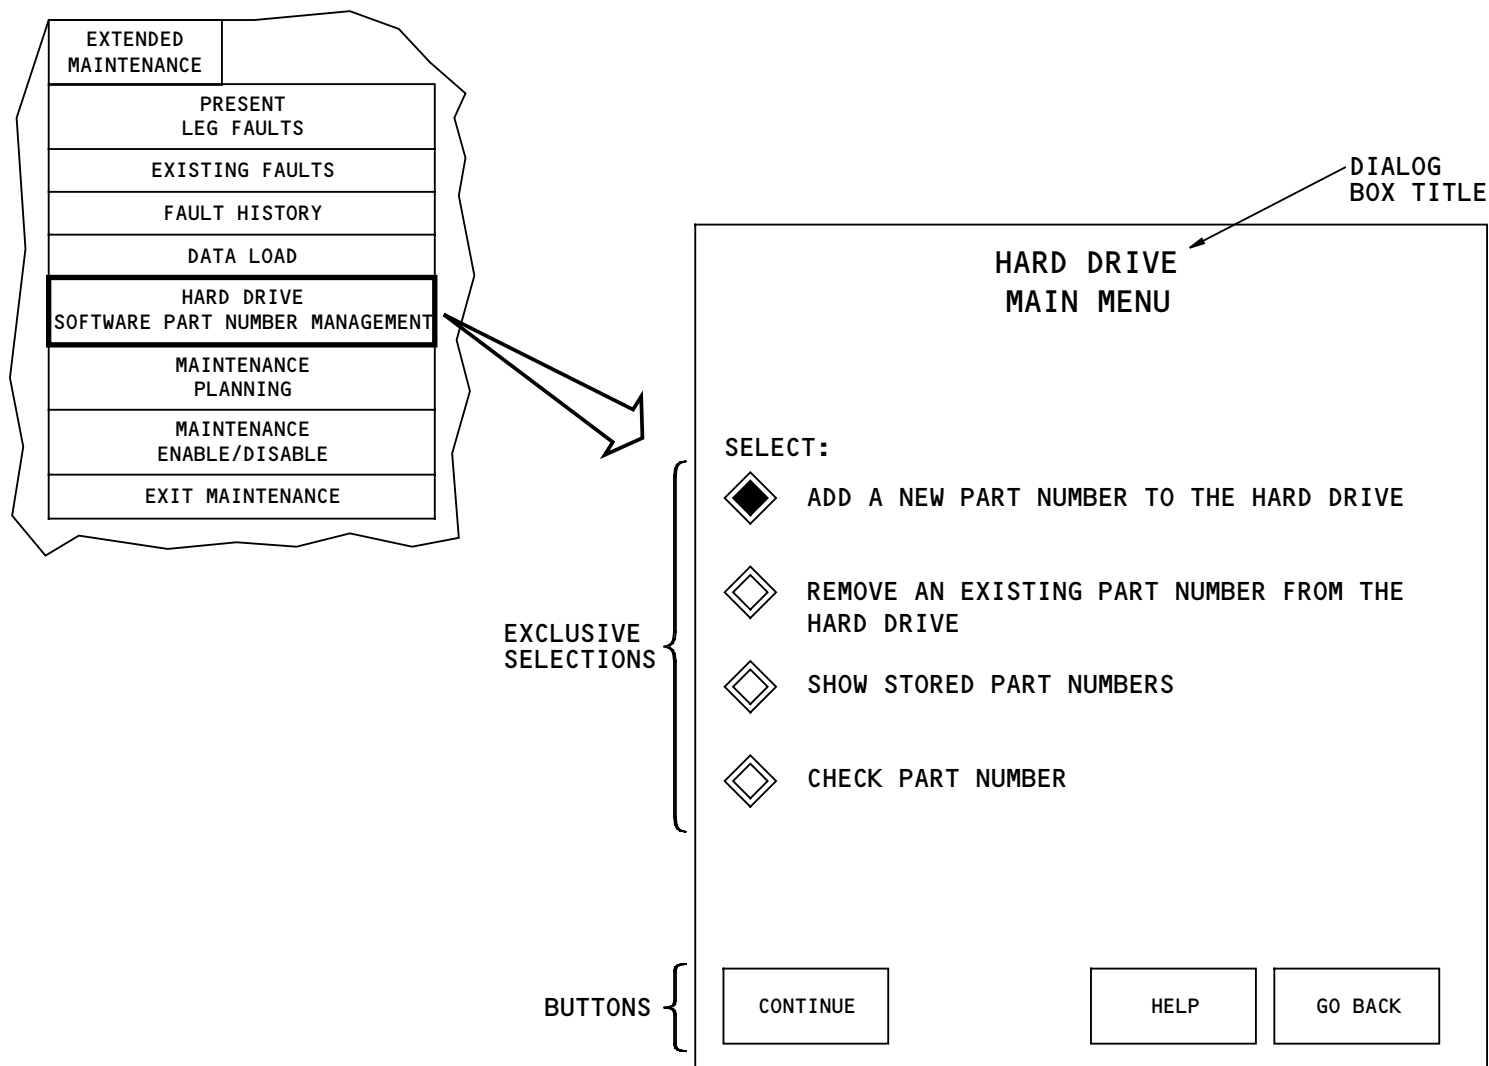 EXTENDED
MAINTENANCE
PRESENT
LEG FAULTS
EXISTING FAULTS
FAULT HISTORY
DATA LOAD
HARD DRIVE
SOFTWARE PART NUMBER MANAGEMENT
MAINTENANCE
PLANNING
MAINTENANCE
ENABLE/DISABLE
EXIT MAINTENANCE
DIALOG
BOX TITLE
HARD DRIVE
MAIN MENU
SELECT:
ADD A NEW PART NUMBER TO THE HARD DRIVE
REMOVE AN EXISTING PART NUMBER FROM THE
HARD DRIVE
SHOW STORED PART NUMBERS
CHECK PART NUMBER
EXCLUSIVE
SELECTIONS
BUTTONS
CONTINUE
HELP
GO BACK